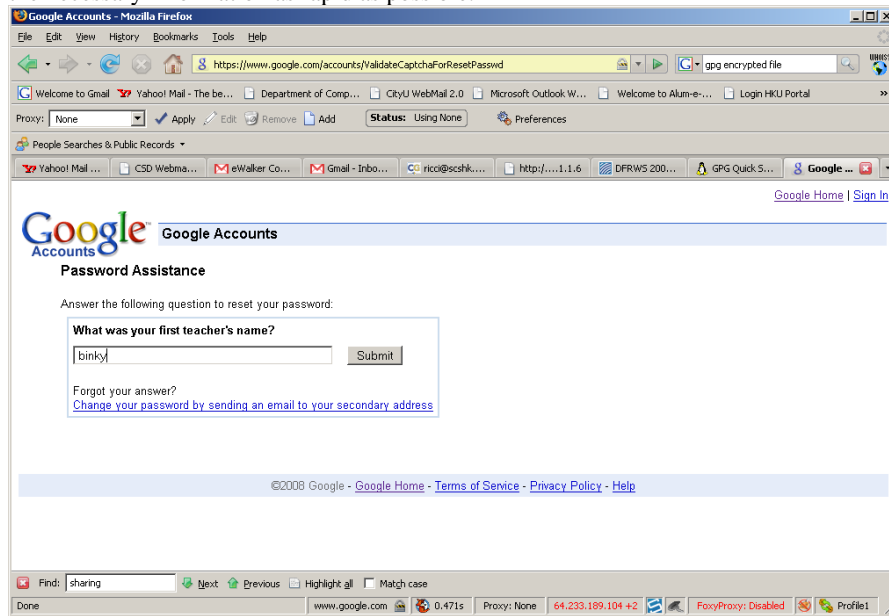 Google Accounts - Mozilla Firefox
File Edit View History Bookmarks Tools Help
https://www.google.com/accounts/ValidateCaptchaForResetPasswd gpg encrypted file
Welcome to Gmail Yahoo! Mail - The be... Department of Comp... CityU WebMail 2.0 Microsoft Outlook W... Welcome to Alum-e-... Login HKU Portal »
Proxy: None Apply Edit Remove Add Status: Using None Preferences
People Searches & Public Records
Yahoo! Mail ... CSD Webma... eWalker Co... Gmail - Inbo... ricci@scshk.... http:/....1.1.6 DFRWS 200... GPG Quick S... Google ...
Google Home | Sign In
Google Accounts
Google Accounts
Password Assistance
Answer the following question to reset your password:
What was your first teacher's name?
binky Submit
Forgot your answer?
Change your password by sending an email to your secondary address
©2008 Google - Google Home - Terms of Service - Privacy Policy - Help
Find: sharing Next Previous Highlight all Match case
Done www.google.com 0.471s Proxy: None 64.233.189.104 +2 FoxyProxy: Disabled Profile1